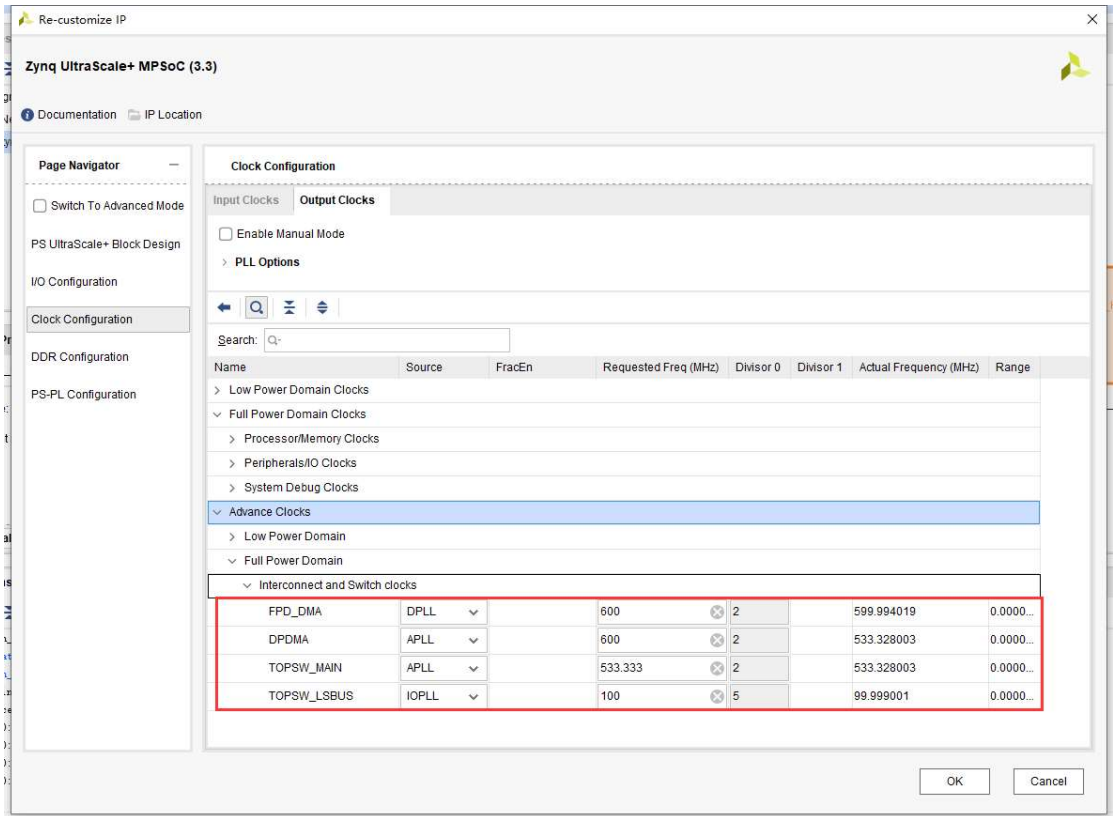 Re-customize IP
Zynq UltraScale+ MPSoC (3.3)
Documentation IP Location
Page Navigator
Switch To Advanced Mode
PS UltraScale+ Block Design
I/O Configuration
Clock Configuration
DDR Configuration
PS-PL Configuration
Clock Configuration
Input Clocks Output Clocks
Enable Manual Mode
PLL Options
Search:
Name Source FracEn Requested Freq (MHz) Divisor 0 Divisor 1 Actual Frequency (MHz) Range
Low Power Domain Clocks
Full Power Domain Clocks
Processor/Memory Clocks
Peripherals/IO Clocks
System Debug Clocks
Advance Clocks
Low Power Domain
Full Power Domain
Interconnect and Switch clocks
FPD_DMA DPLL 600 2 599.994019 0.0000...
DPDMA APLL 600 2 533.328003 0.0000...
TOPSW_MAIN APLL 533.333 2 533.328003 0.0000...
TOPSW_LSBUS IOPLL 100 5 99.999001 0.0000...
OK Cancel